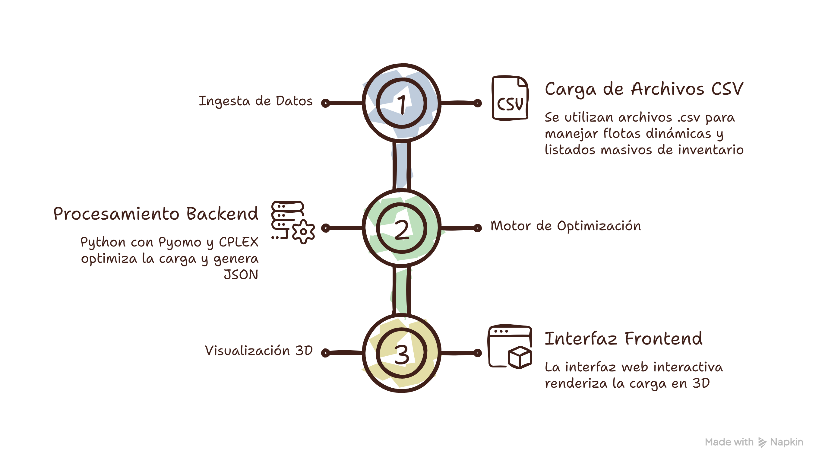 Ingesta de Datos
1
CSV
Carga de Archivos CSV
Se utilizan archivos .csv para
manejar flotas dinámicas y
listados masivos de inventario
Procesamiento Backend
Python con Pyomo y CPLEX
optimiza la carga y genera
JSON
2
Motor de Optimización
Visualización 3D
3
Interfaz Frontend
La interfaz web interactiva
renderiza la carga en 3D
Made with Napkin